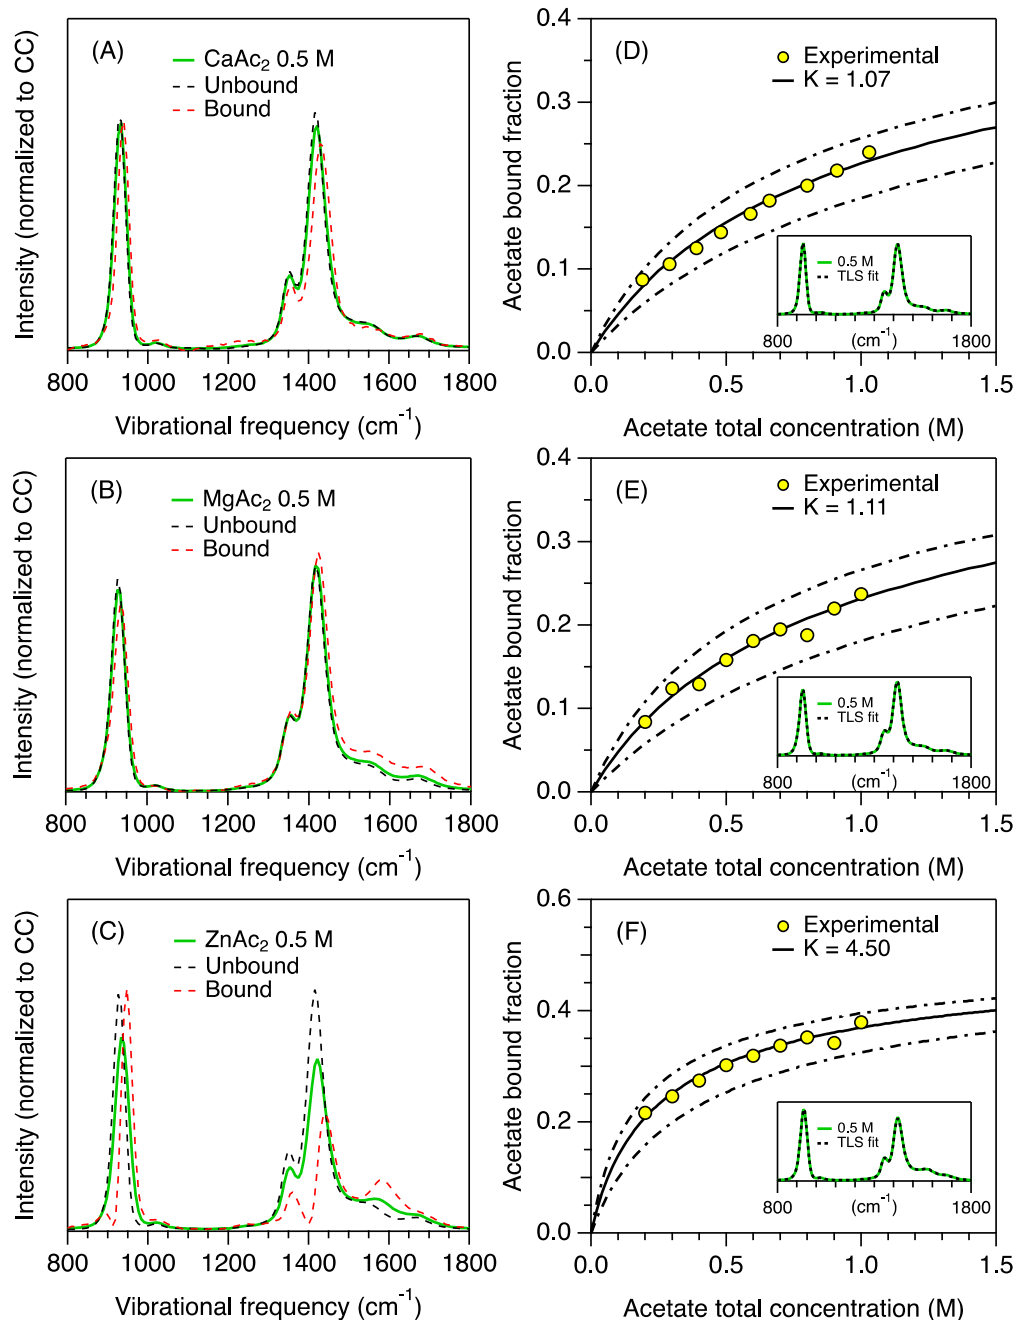 (A)
CaAc₂ 0.5 M
Unbound
Bound
Intensity (normalized to CC)
800 1000 1200 1400 1600 1800
Vibrational frequency (cm⁻¹)
(D)
Experimental
K = 1.07
Acetate bound fraction
0.4
0.3
0.2
0.1
0.0
0.5 M
TLS fit
800 (cm⁻¹) 1800
0.0 0.5 1.0 1.5
Acetate total concentration (M)
(B)
MgAc₂ 0.5 M
Unbound
Bound
Intensity (normalized to CC)
800 1000 1200 1400 1600 1800
Vibrational frequency (cm⁻¹)
(E)
Experimental
K = 1.11
Acetate bound fraction
0.4
0.3
0.2
0.1
0.0
0.5 M
TLS fit
800 (cm⁻¹) 1800
0.0 0.5 1.0 1.5
Acetate total concentration (M)
(C)
ZnAc₂ 0.5 M
Unbound
Bound
Intensity (normalized to CC)
800 1000 1200 1400 1600 1800
Vibrational frequency (cm⁻¹)
(F)
Experimental
K = 4.50
Acetate bound fraction
0.6
0.4
0.2
0.0
0.5 M
TLS fit
800 (cm⁻¹) 1800
0.0 0.5 1.0 1.5
Acetate total concentration (M)